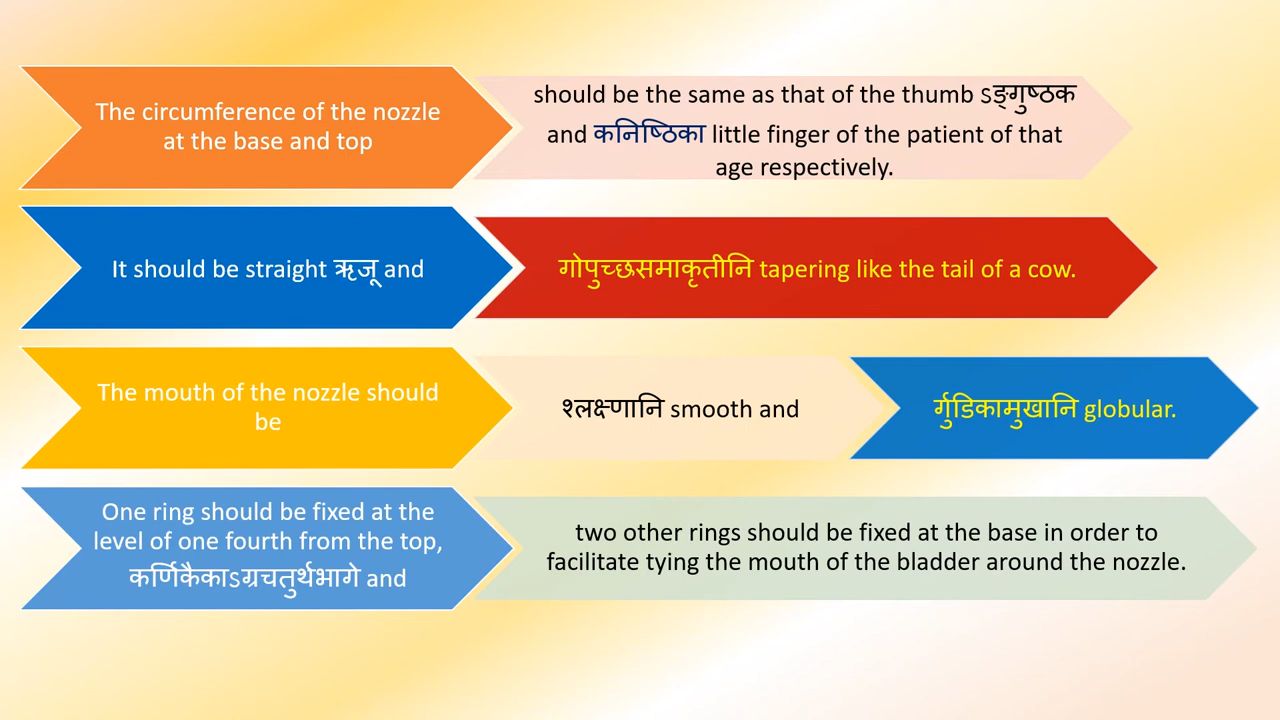 The circumference of the nozzle
at the base and top
should be the same as that of the thumb ऽङ्गुष्ठक
and कनिष्ठिका little finger of the patient of that
age respectively.
It should be straight ऋजू and
गोपुच्छसमाकृतीनि tapering like the tail of a cow.
The mouth of the nozzle should
be
श्लक्ष्णानि smooth and
र्गुडिकामुखानि globular.
One ring should be fixed at the
level of one fourth from the top,
कर्णिकैकाऽग्रचतुर्थभागे and
two other rings should be fixed at the base in order to
facilitate tying the mouth of the bladder around the nozzle.